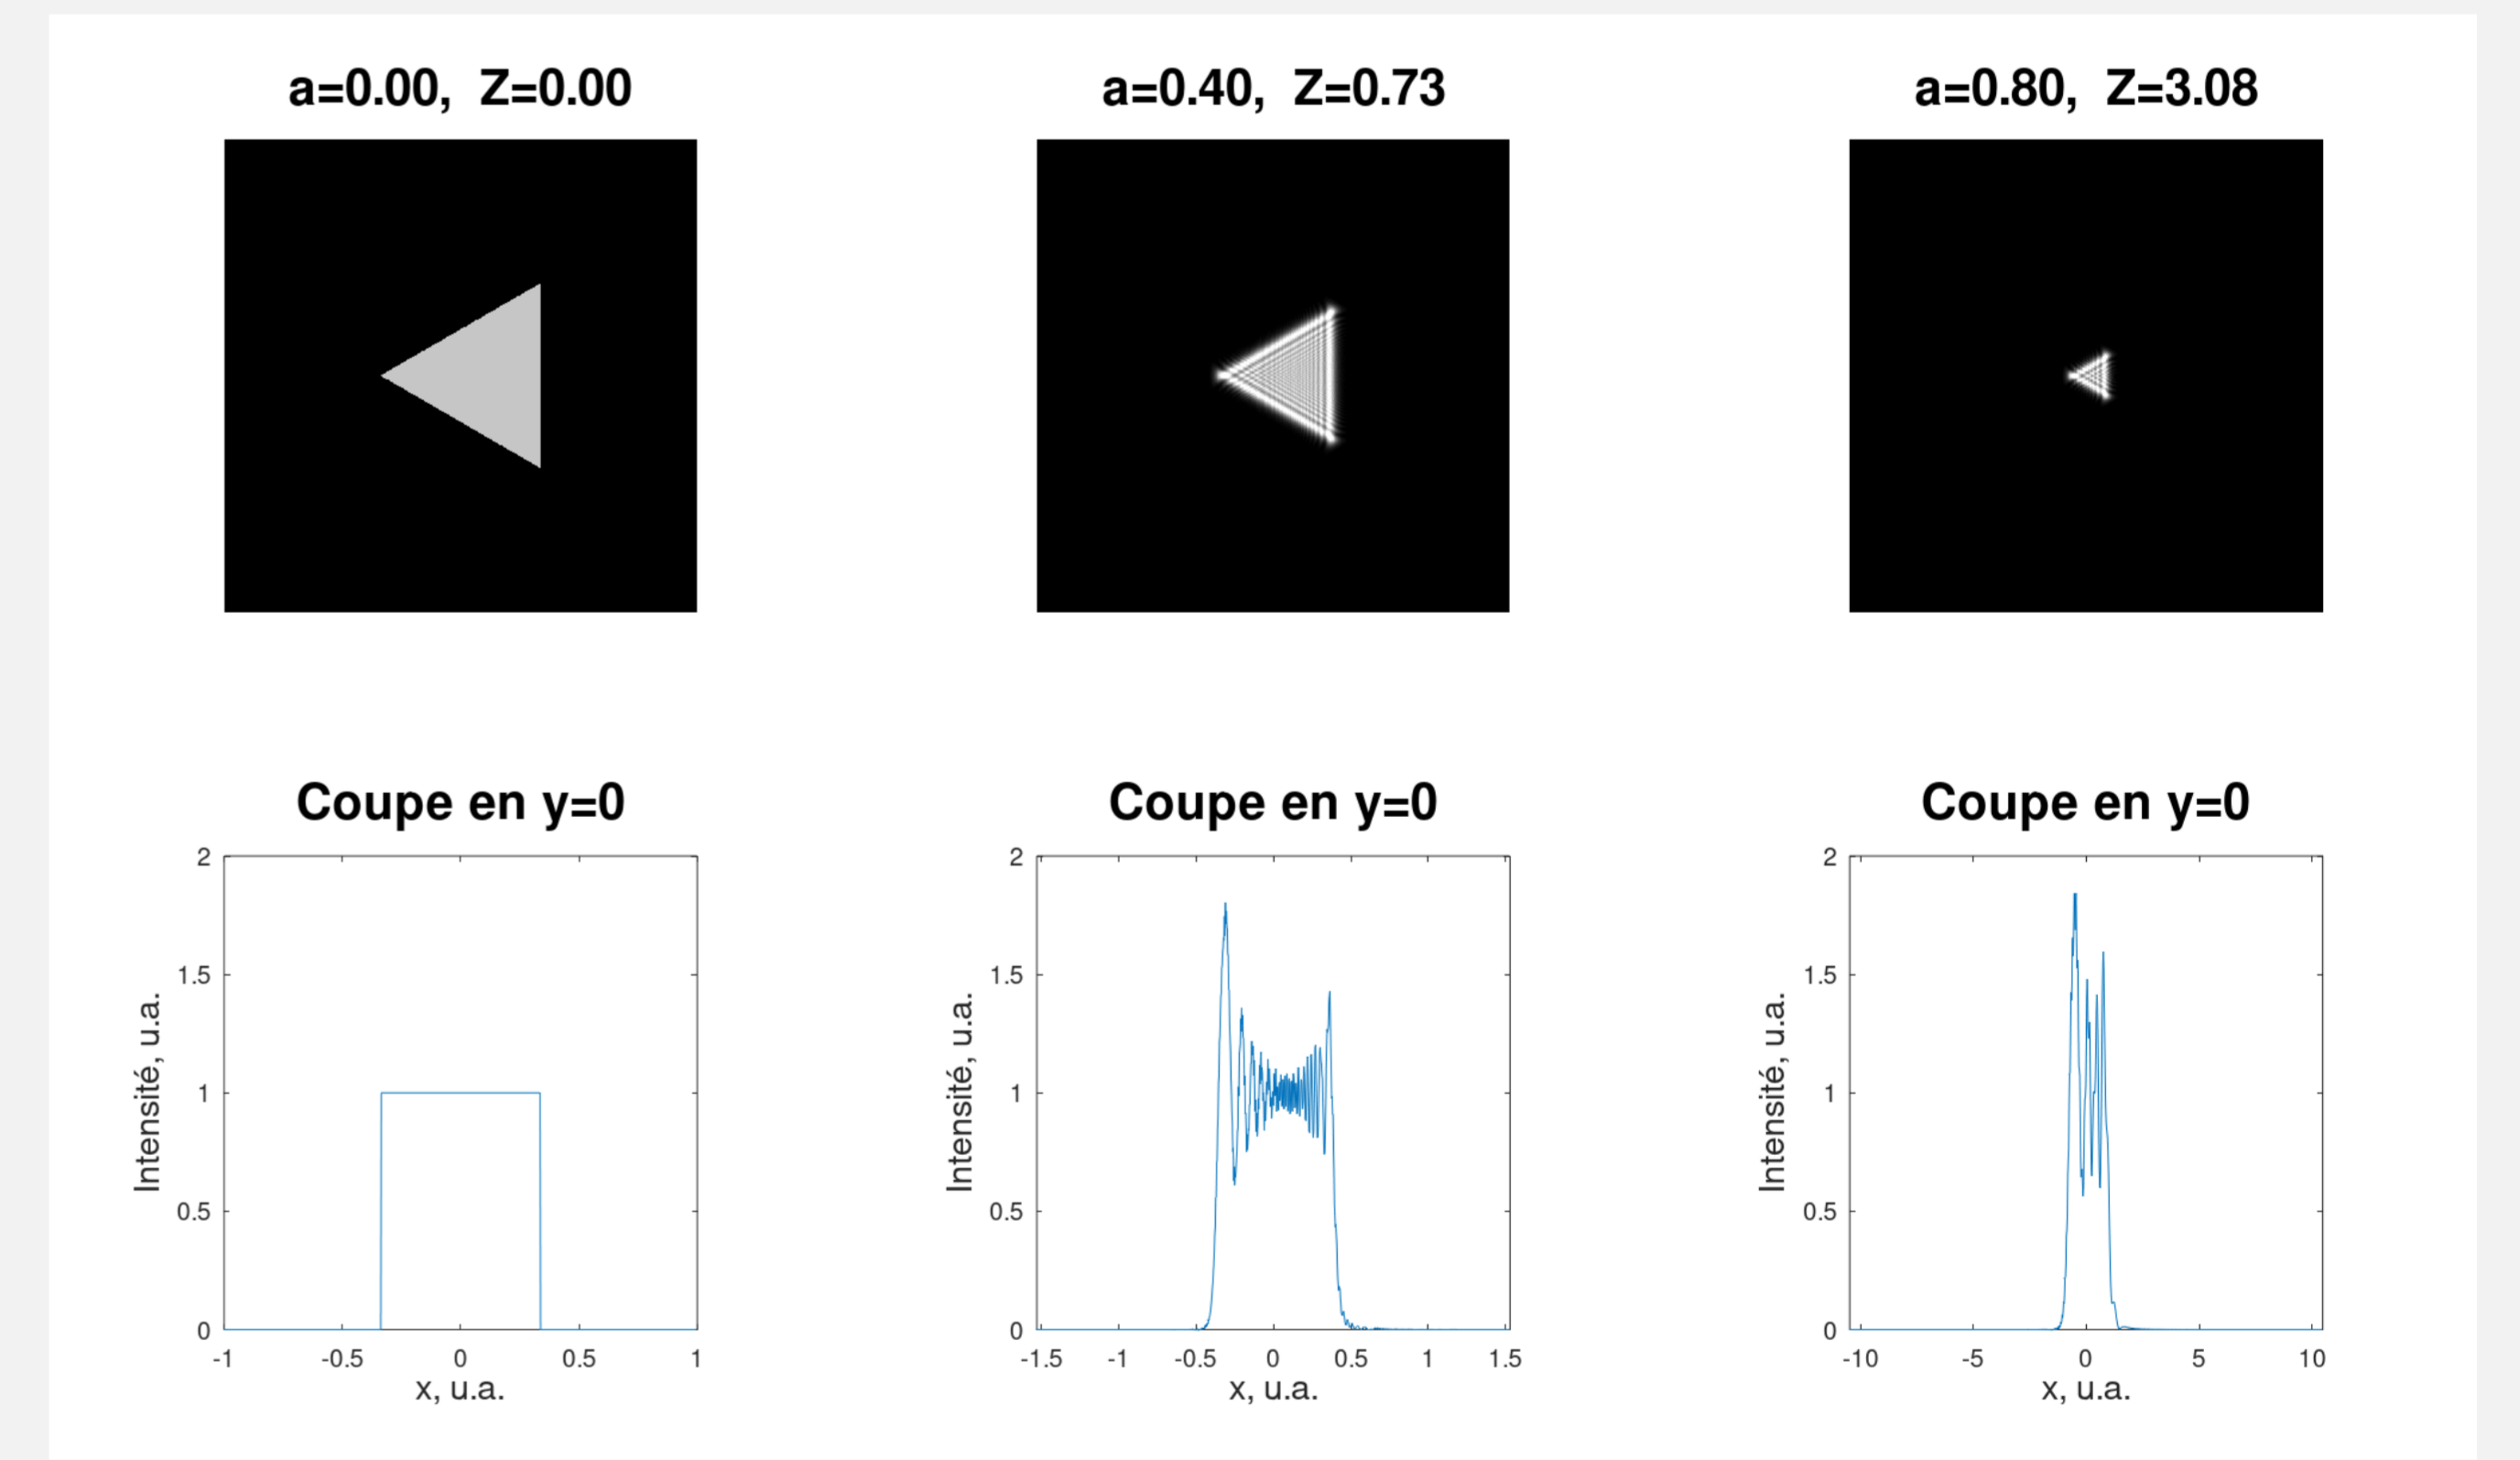 a=0.00,  Z=0.00
a=0.40,  Z=0.73
a=0.80,  Z=3.08
Coupe en y=0
2
1.5
1
0.5
0
-1
-0.5
0
0.5
1
Intensité, u.a.
x, u.a.
Coupe en y=0
2
1.5
1
0.5
0
-1.5
-1
-0.5
0
0.5
1
1.5
Intensité, u.a.
x, u.a.
Coupe en y=0
2
1.5
1
0.5
0
-10
-5
0
5
10
Intensité, u.a.
x, u.a.